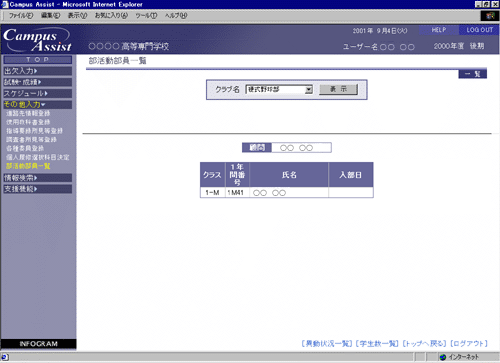 Campus Assist - Microsoft Internet Explorer
ファイル(F) 編集(E) 表示(V) お気に入り(A) ツール(T) ヘルプ(H)
Campus Assist
2001年 9月4日(火) HELP LOG OUT
○○○○高等専門学校 ユーザー名○○ ○○ 2000年度 後期
TOP
部活動部員一覧
一覧
出欠入力
試験・成績
スケジュール
その他入力
進路先情報登録
使用教科書登録
指導要録所見等登録
調査書所見等登録
各種委員登録
個人履修選択科目決定
部活動部員一覧
情報検索
支援機能
クラブ名 硬式野球部 表示
顧問 ○○ ○○
クラス 1年間番号 氏名 入部日
1-M 1M41 ○○ ○○
[異動状況一覧] [学生数一覧] [トップへ戻る] [ログアウト]
INFOGRAM
インターネット